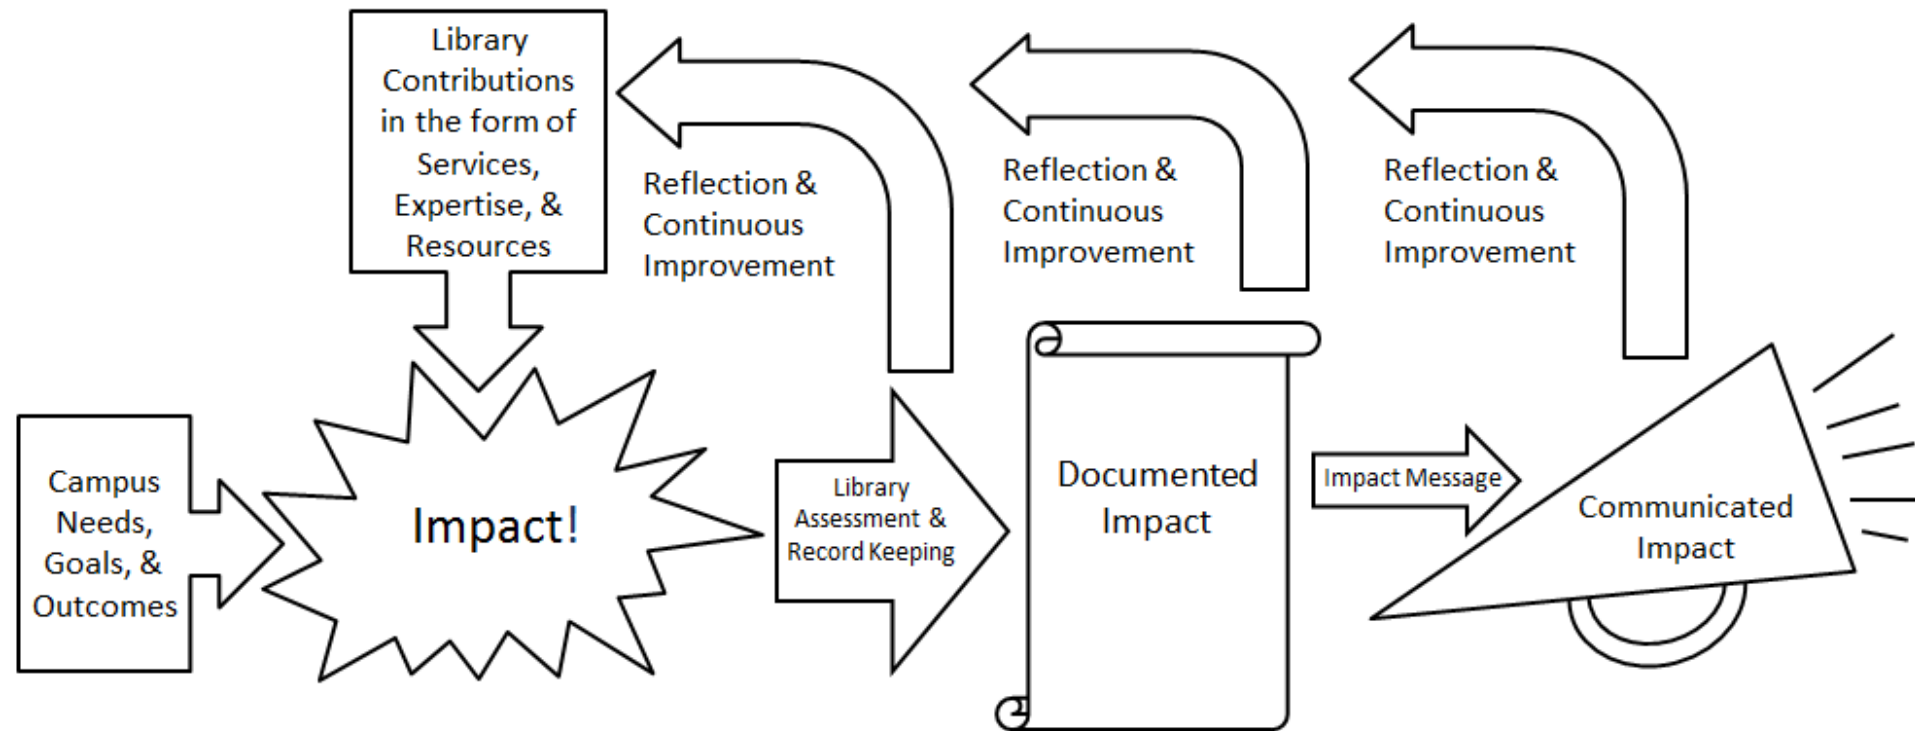 Library
Contributions
in the form of
Services,
Expertise, &
Resources
Reflection &
Continuous
Improvement
Reflection &
Continuous
Improvement
Reflection &
Continuous
Improvement
Campus
Needs,
Goals, &
Outcomes
Impact!
Library
Assessment &
Record Keeping
Documented
Impact
Impact Message
Communicated
Impact